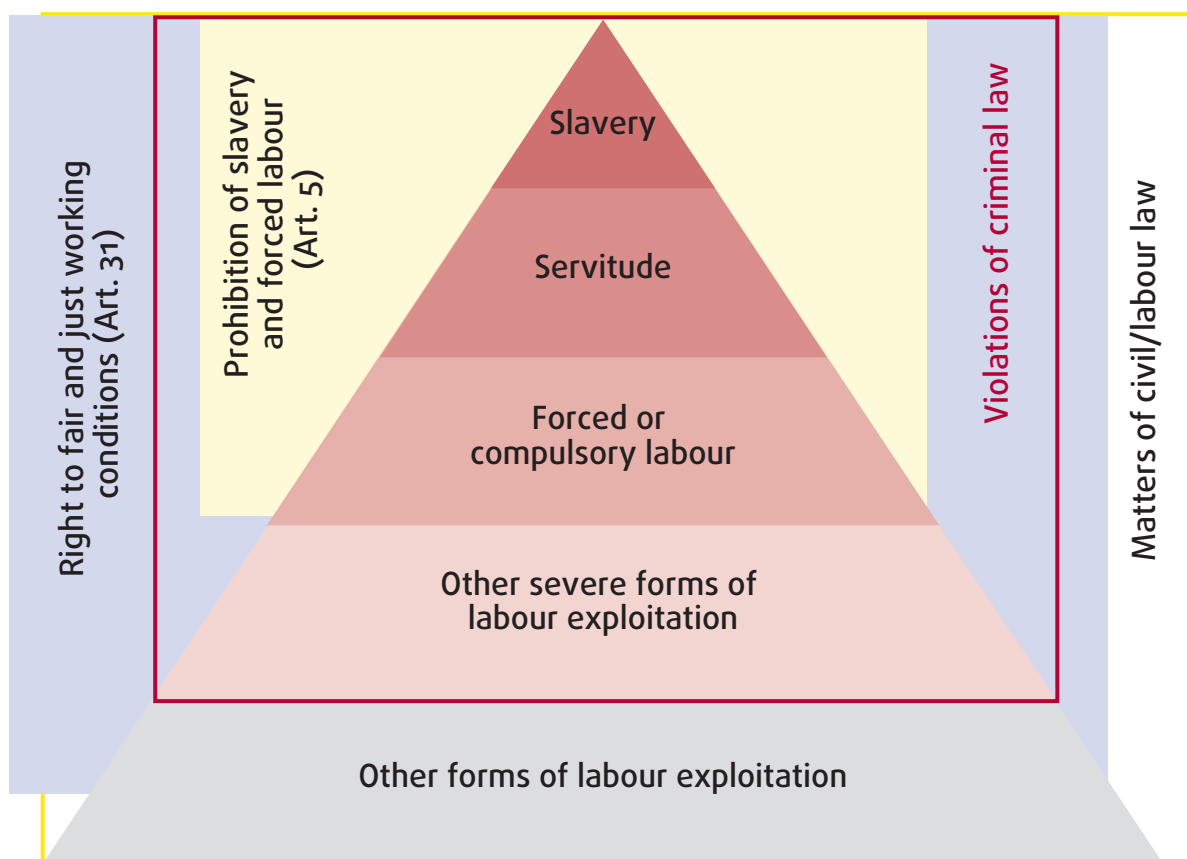 Right to fair and just working
conditions (Art. 31)
Prohibition of slavery
and forced labour
(Art. 5)
Slavery
Servitude
Forced or
compulsory labour
Other severe forms of
labour exploitation
Other forms of labour exploitation
Violations of criminal law
Matters of civil/labour law